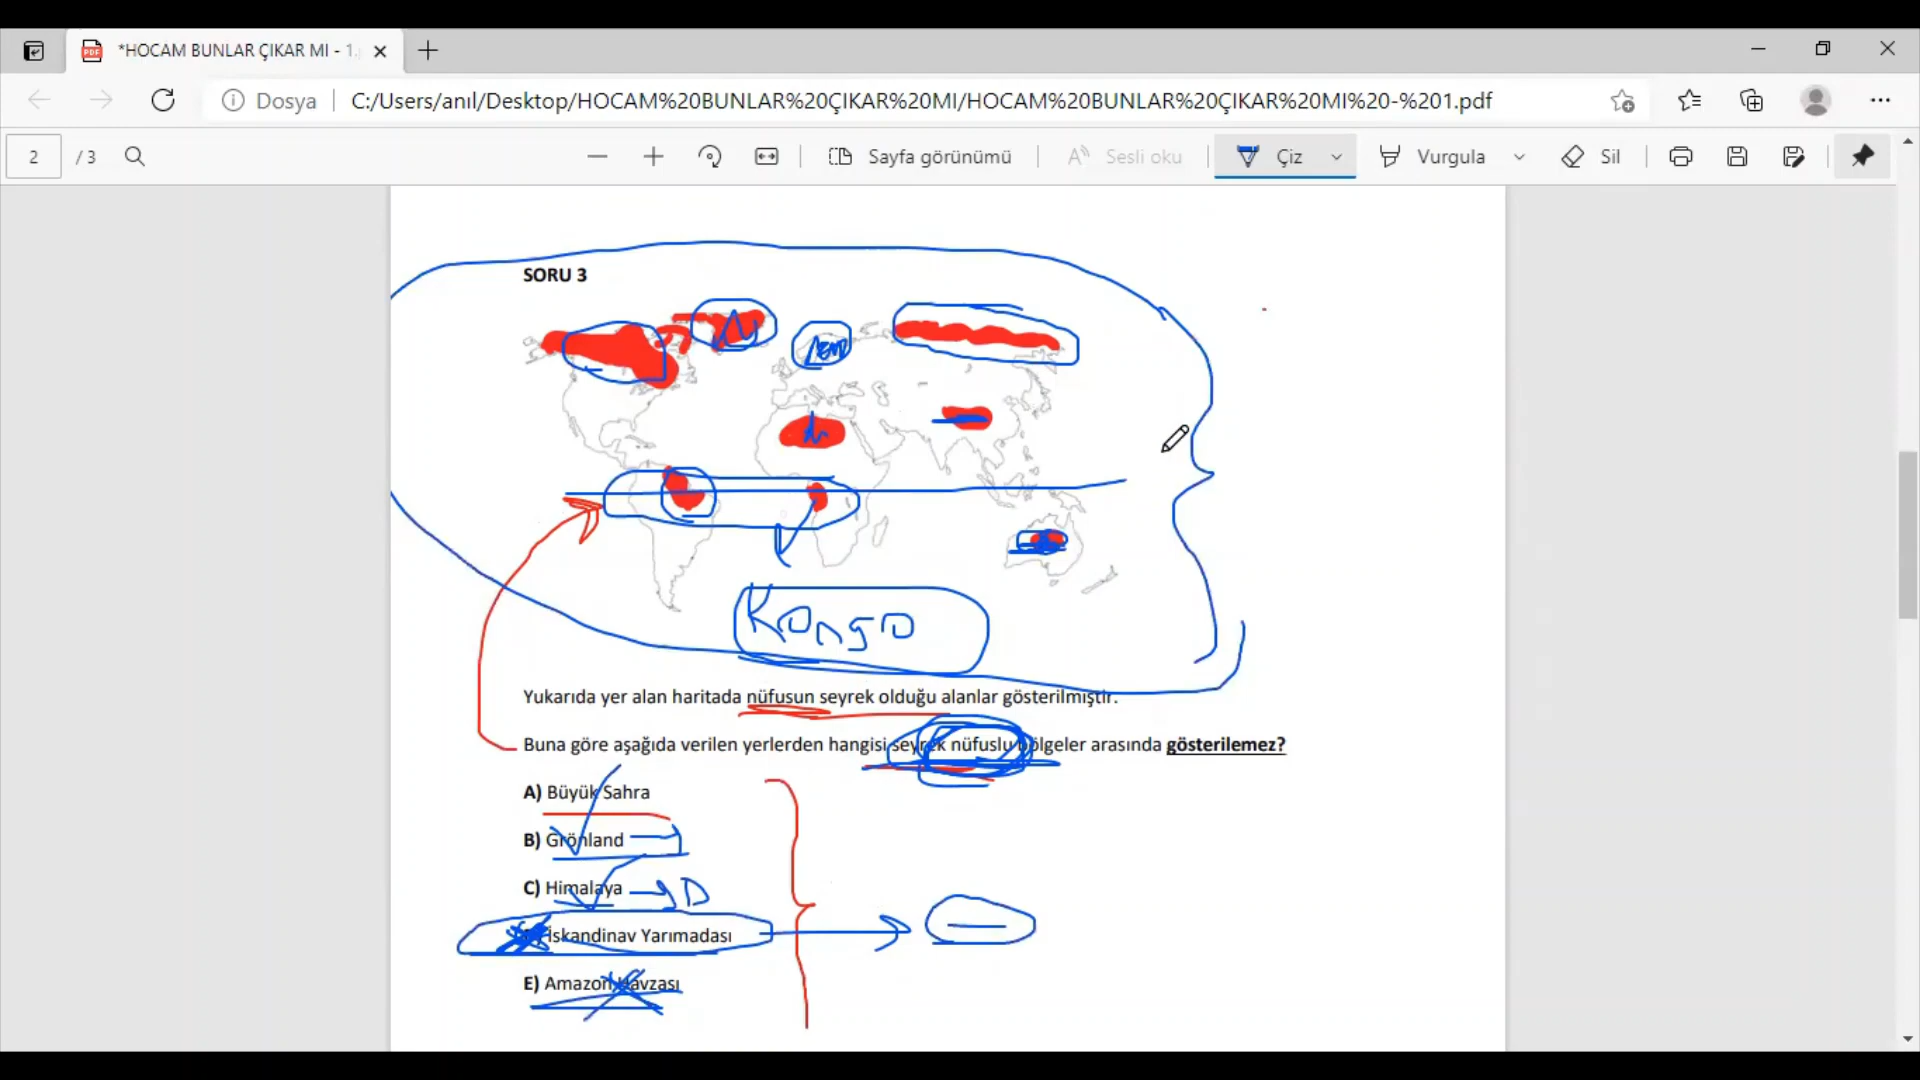 *HOCAM BUNLAR ÇIKAR MI - 1.
Dosya C:/Users/anıl/Desktop/HOCAM%20BUNLAR%20ÇIKAR%20MI/HOCAM%20BUNLAR%20ÇIKAR%20MI%20-%201.pdf
2 / 3 Sayfa görünümü Sesli oku Çiz Vurgula Sil
SORU 3
Kongo
Yukarıda yer alan haritada nüfusun seyrek olduğu alanlar gösterilmiştir.
Buna göre aşağıda verilen yerlerden hangisi seyrek nüfuslu bölgeler arasında gösterilemez?
A) Büyük Sahra
B) Grönland
C) Himalaya D
İskandinav Yarımadası
E) Amazon Havzası